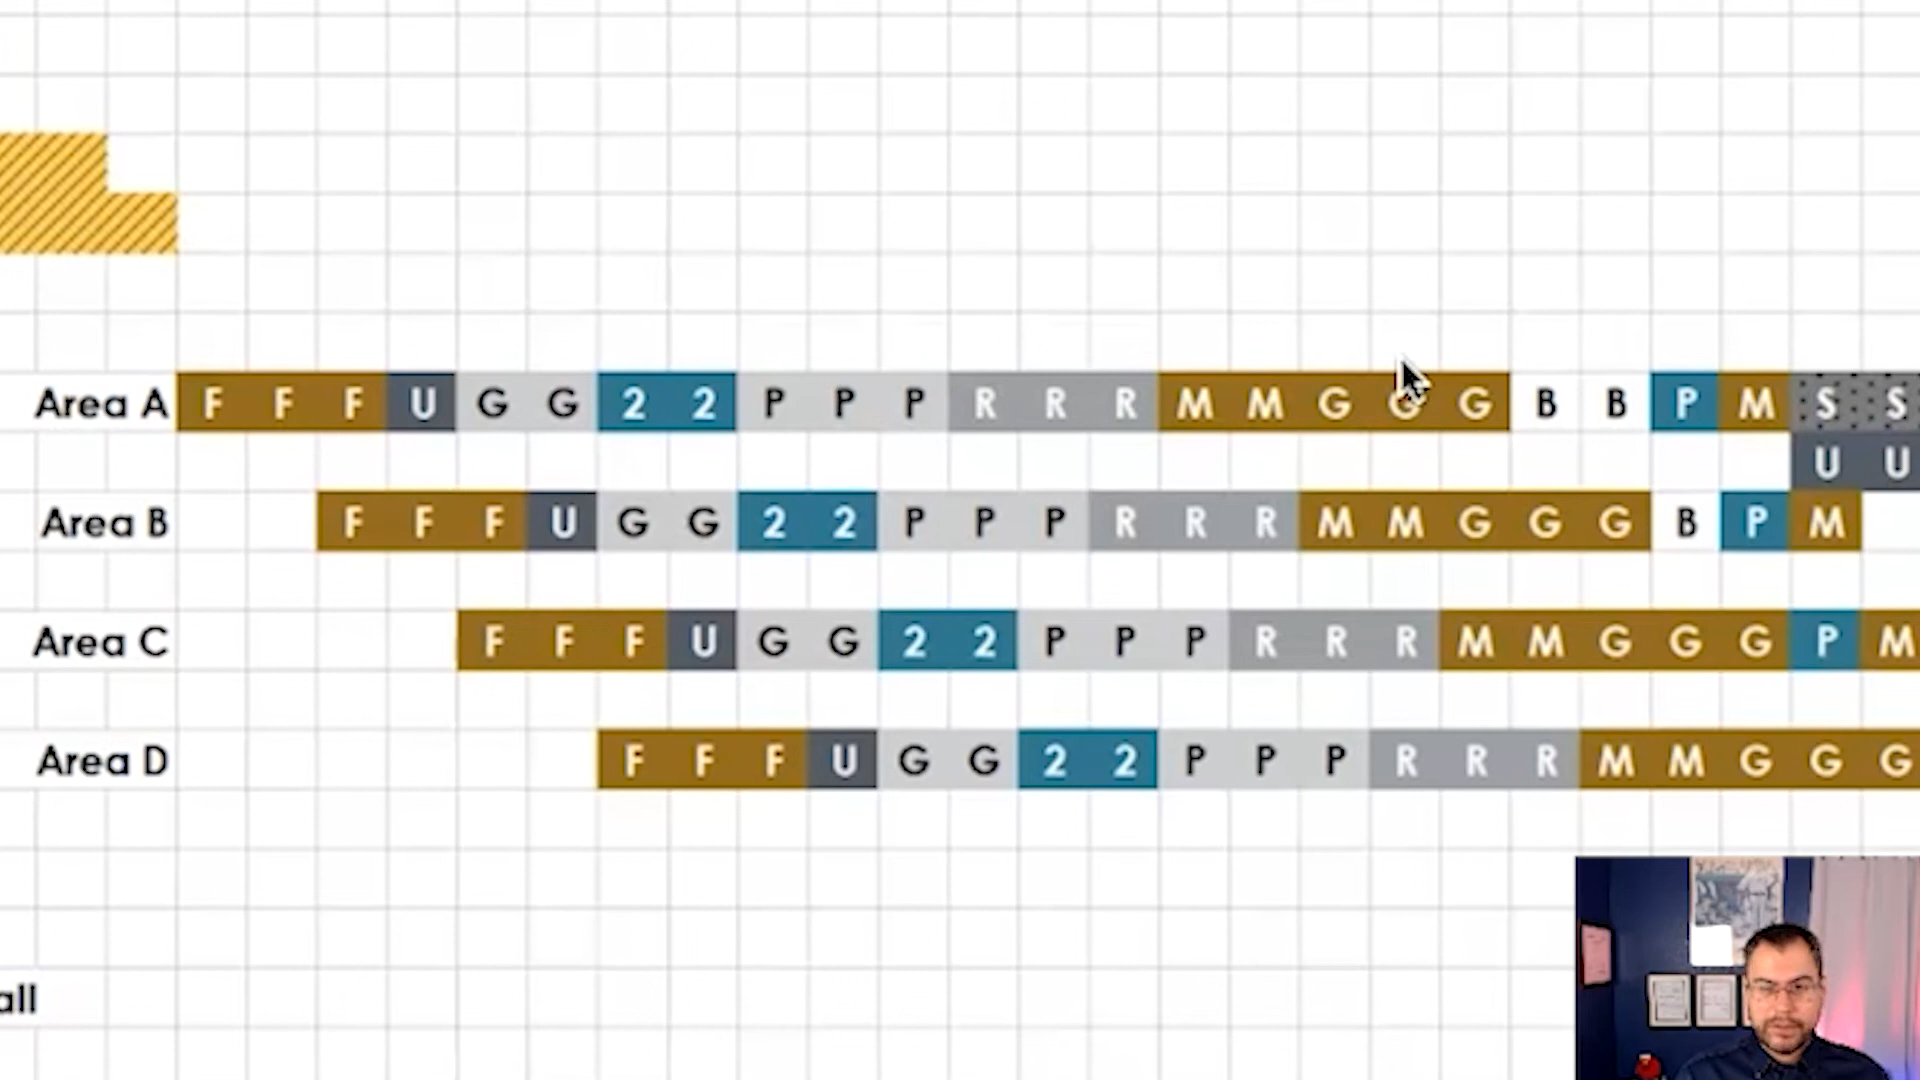 Area A F F F U G G 2 2 P P P R R R M M G G G B B P M S S
U U
Area B F F F U G G 2 2 P P P R R R M M G G G B P M
Area C F F F U G G 2 2 P P P R R R M M G G G P M
Area D F F F U G G 2 2 P P P R R R M M G G G
all